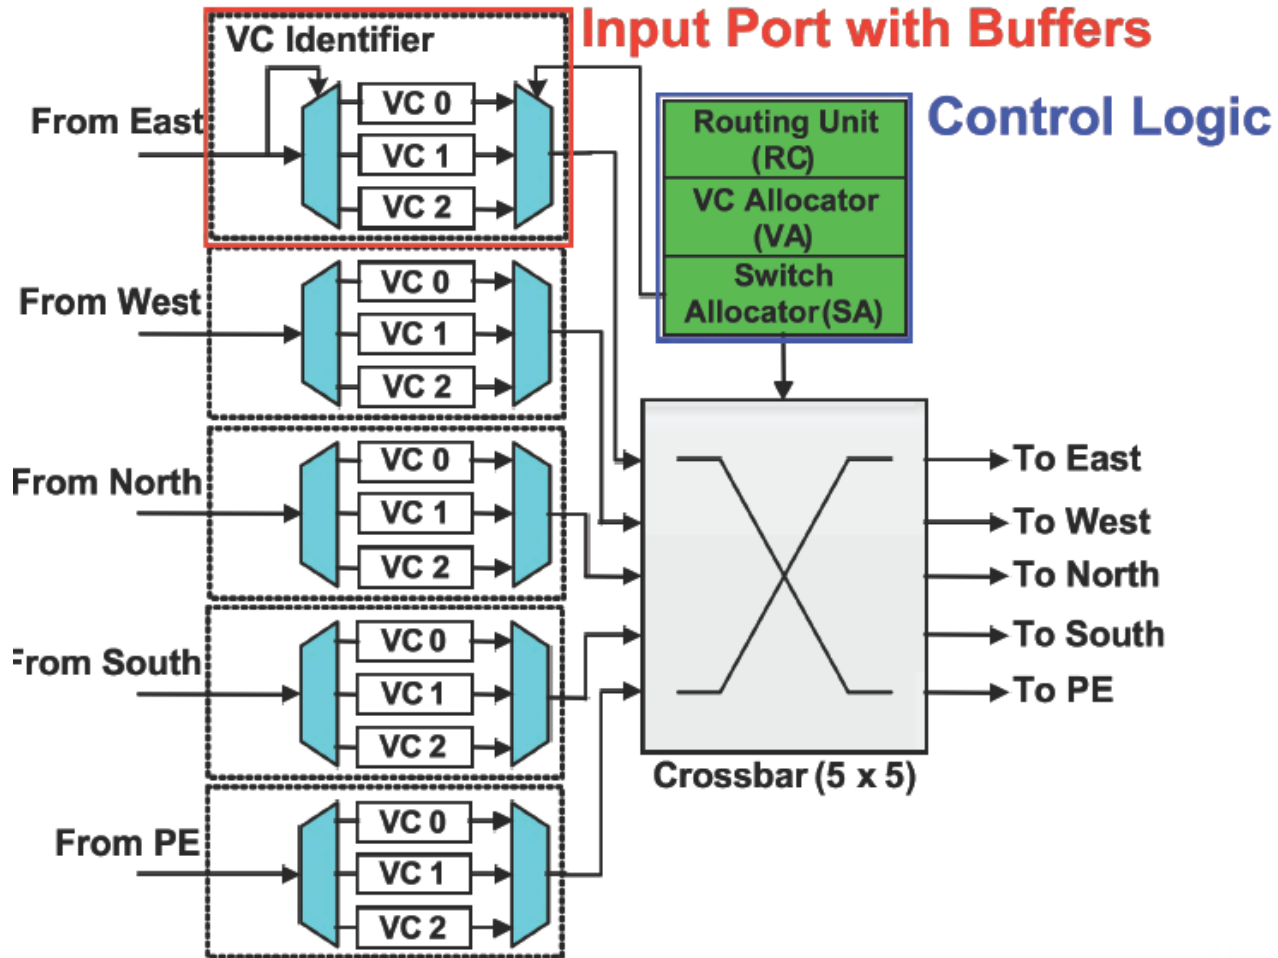 Input Port with Buffers
VC Identifier
From East
VC 0
VC 1
VC 2
Control Logic
Routing Unit
(RC)
VC Allocator
(VA)
Switch
Allocator(SA)
From West
VC 0
VC 1
VC 2
From North
VC 0
VC 1
VC 2
From South
VC 0
VC 1
VC 2
From PE
VC 0
VC 1
VC 2
To East
To West
To North
To South
To PE
Crossbar (5 x 5)